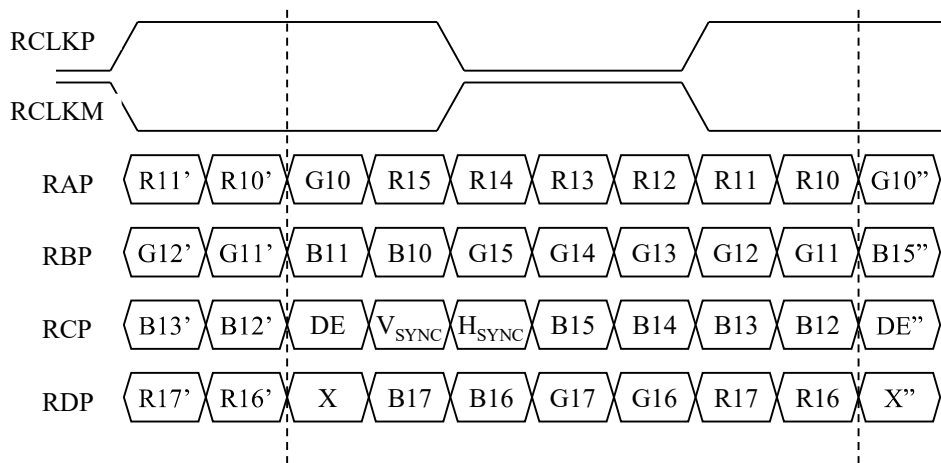 RCLKP
RCLKM
RAP R11’ R10’ G10 R15 R14 R13 R12 R11 R10 G10”
RBP G12’ G11’ B11 B10 G15 G14 G13 G12 G11 B15”
RCP B13’ B12’ DE VSYNC HSYNC B15 B14 B13 B12 DE”
RDP R17’ R16’ X B17 B16 G17 G16 R17 R16 X”